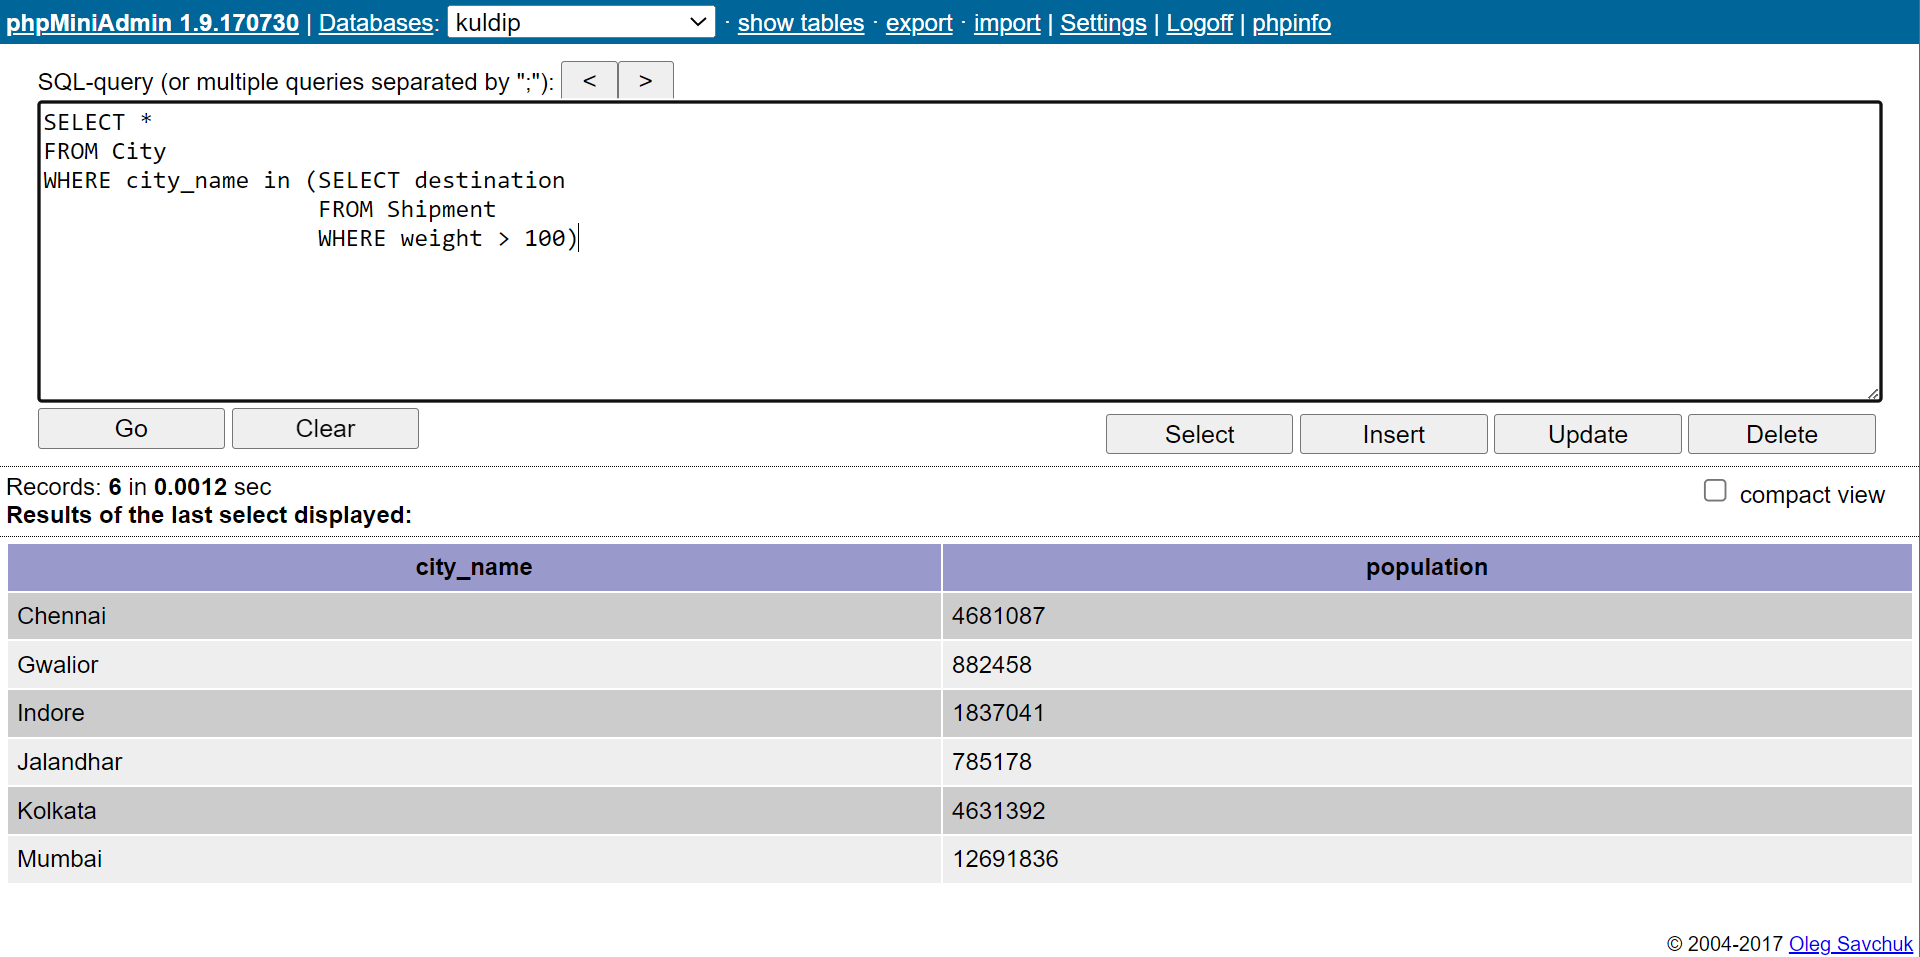 phpMiniAdmin 1.9.170730 | Databases: kuldip · show tables · export · import | Settings | Logoff | phpinfo
SQL-query (or multiple queries separated by ";"): < >
SELECT *
FROM City
WHERE city_name in (SELECT destination
FROM Shipment
WHERE weight > 100)
Go Clear Select Insert Update Delete
Records: 6 in 0.0012 sec
compact view
Results of the last select displayed:
city_name population
Chennai 4681087
Gwalior 882458
Indore 1837041
Jalandhar 785178
Kolkata 4631392
Mumbai 12691836
© 2004-2017 Oleg Savchuk